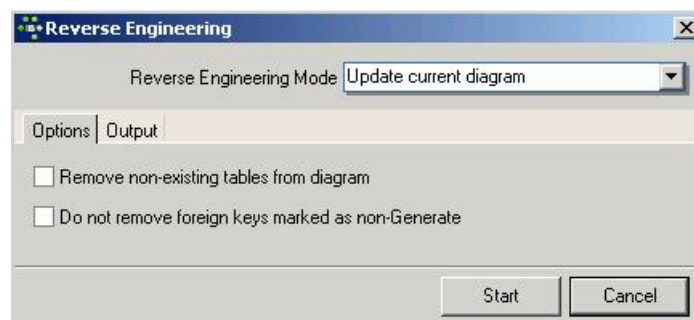 Reverse Engineering
Reverse Engineering Mode Update current diagram
Options Output
Remove non-existing tables from diagram
Do not remove foreign keys marked as non-Generate
Start Cancel